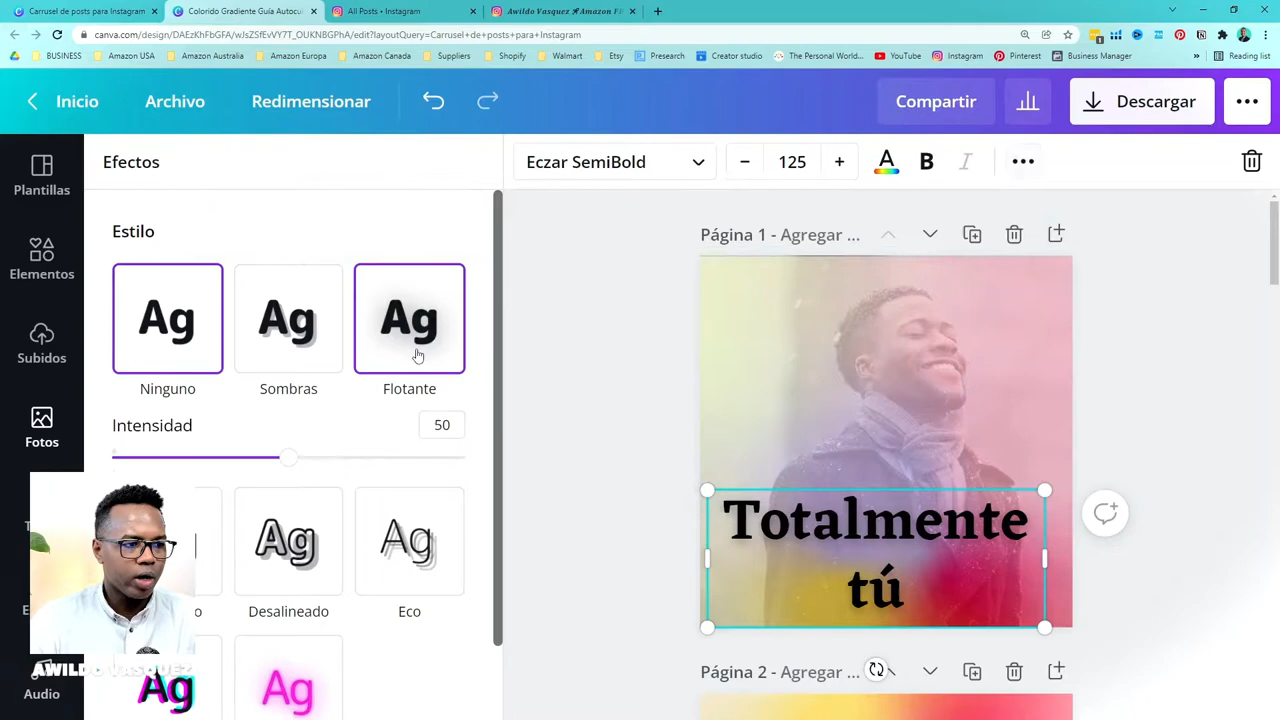 Carrusel de posts para Instagram
Colorido Gradiente Guía Autocu
All Posts • Instagram
Awildo Vasquez
canva.com/design/DAEzKhFbGFA/wJsZSfEvVY7T_OUKNBGPhA/edit?layoutQuery=Carrusel+de+posts+para+Instagram
BUSINESS
Amazon USA
Amazon Australia
Amazon Europa
Amazon Canada
Suppliers
Shopify
Walmart
Etsy
Presearch
Creator studio
The Personal World...
YouTube
Instagram
Pinterest
Business Manager
»
Reading list
Inicio
Archivo
Redimensionar
Compartir
Descargar
Plantillas
Elementos
Subidos
Fotos
Audio
Efectos
Estilo
Ag
Ag
Ag
Ninguno
Sombras
Flotante
Intensidad
50
Ag
Ag
Desalineado
Eco
Ag
Ag
AWILDO VASQUEZ
Eczar SemiBold
125
A
B
I
Página 1 - Agregar ...
Totalmente
tú
Página 2 - Agregar ...